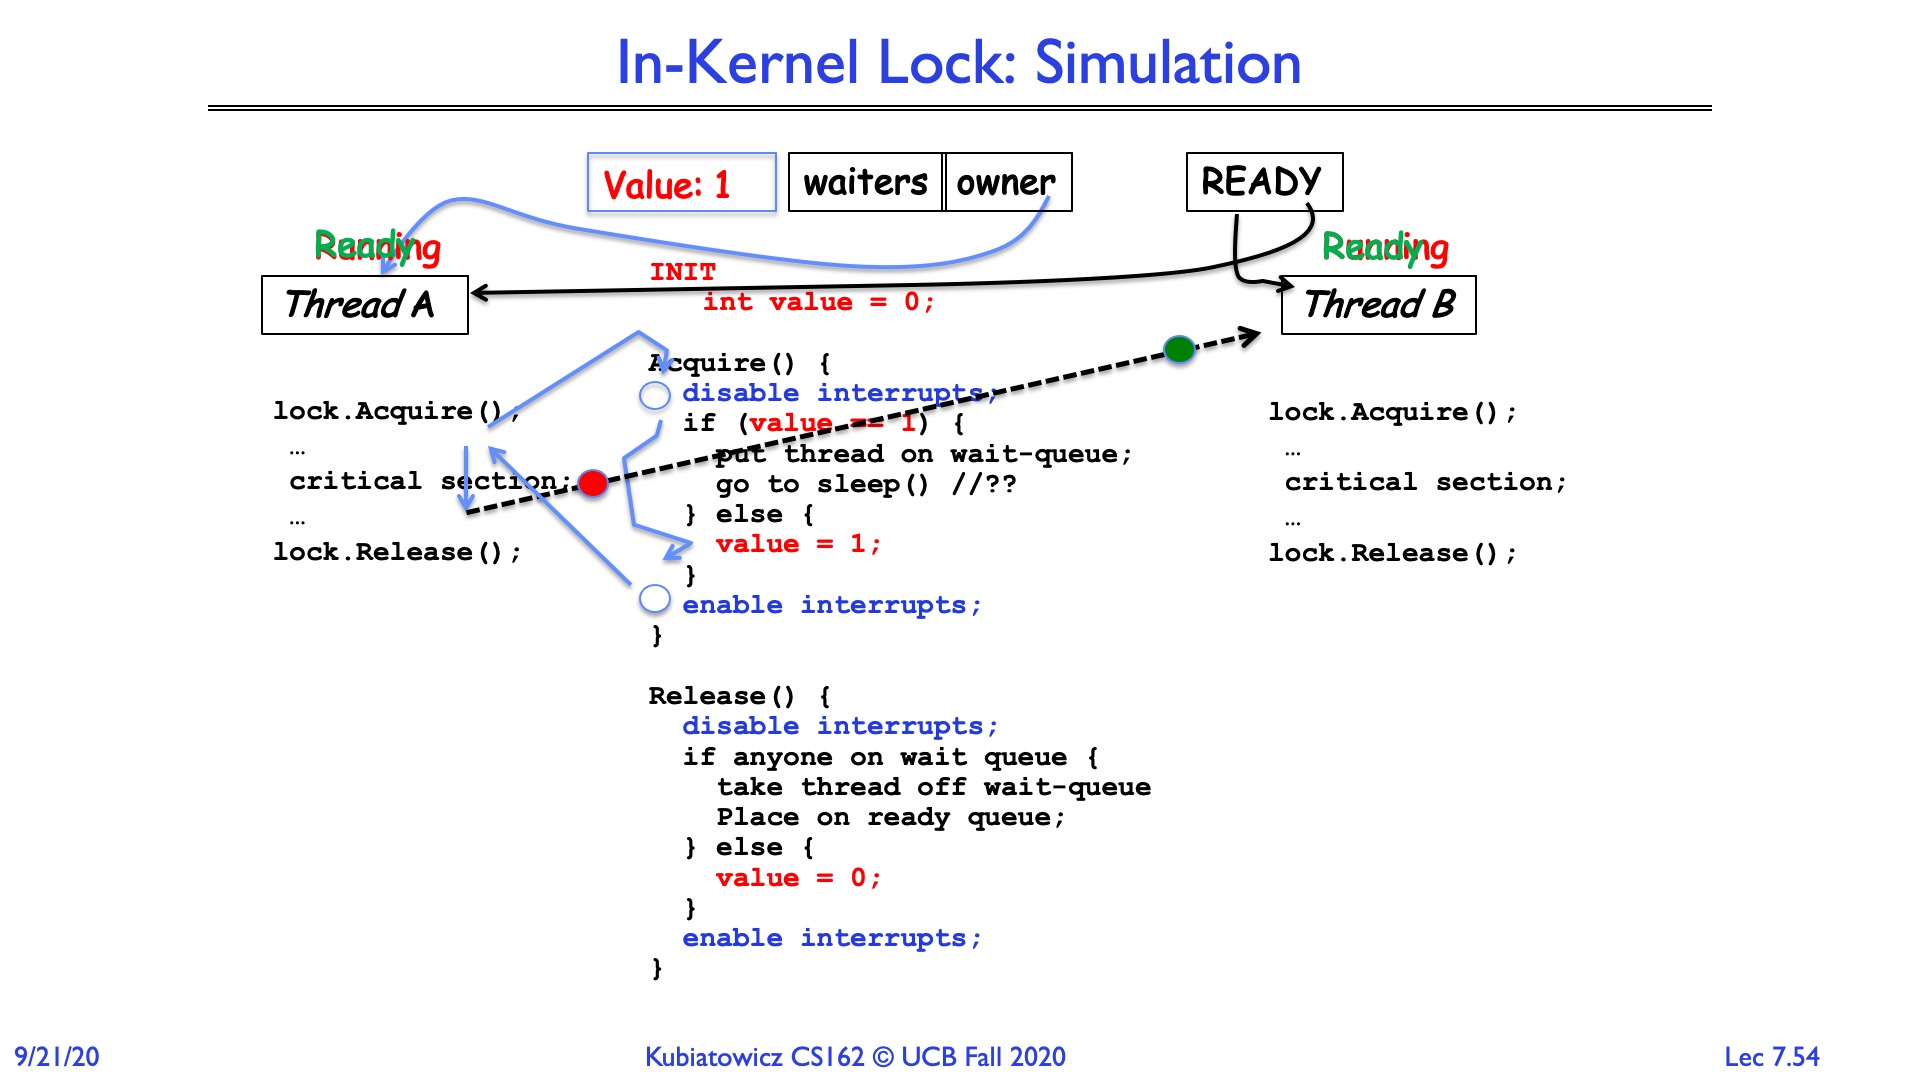 In-Kernel Lock: Simulation
Value: 1
waiters
owner
READY
Ready
Running
Ready
Running
Thread A
Thread B
INIT
int value = 0;
Acquire() {
disable interrupts;
if (value == 1) {
put thread on wait-queue;
go to sleep() //??
} else {
value = 1;
}
enable interrupts;
}
Release() {
disable interrupts;
if anyone on wait queue {
take thread off wait-queue
Place on ready queue;
} else {
value = 0;
}
enable interrupts;
}
lock.Acquire();
…
critical section;
…
lock.Release();
lock.Acquire();
…
critical section;
…
lock.Release();
9/21/20
Kubiatowicz CS162 © UCB Fall 2020
Lec 7.54